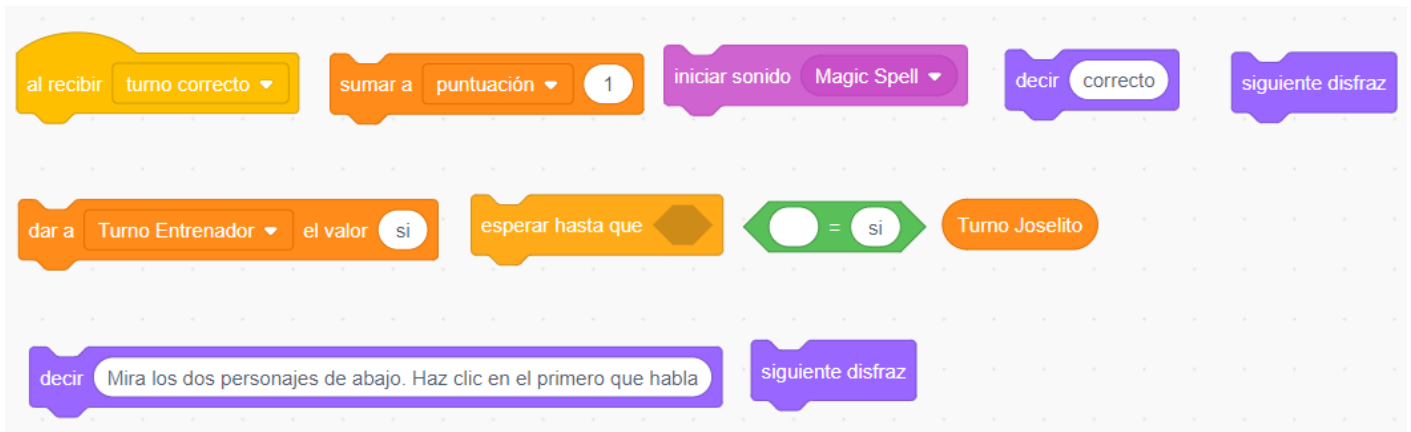 al recibir turno correcto sumar a puntuación 1 iniciar sonido Magic Spell decir correcto siguiente disfraz
dar a Turno Entrenador el valor si esperar hasta que = si Turno Joselito
decir Mira los dos personajes de abajo. Haz clic en el primero que habla siguiente disfraz